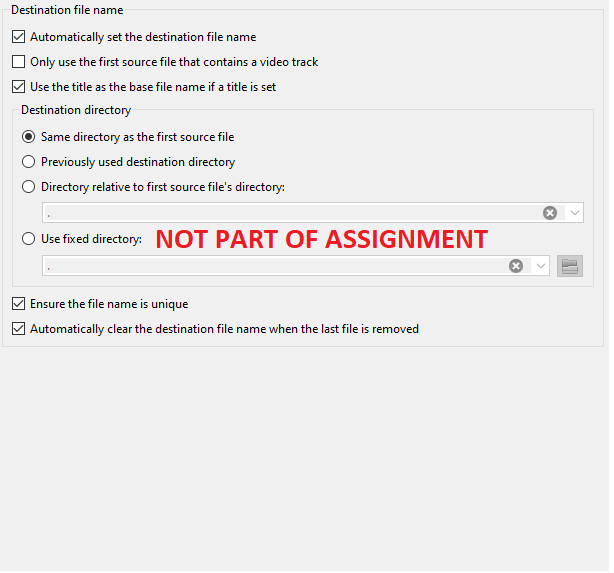 Destination file name
Automatically set the destination file name
Only use the first source file that contains a video track
Use the title as the base file name if a title is set
Destination directory
Same directory as the first source file
Previously used destination directory
Directory relative to first source file's directory:
.
Use fixed directory: NOT PART OF ASSIGNMENT
.
Ensure the file name is unique
Automatically clear the destination file name when the last file is removed